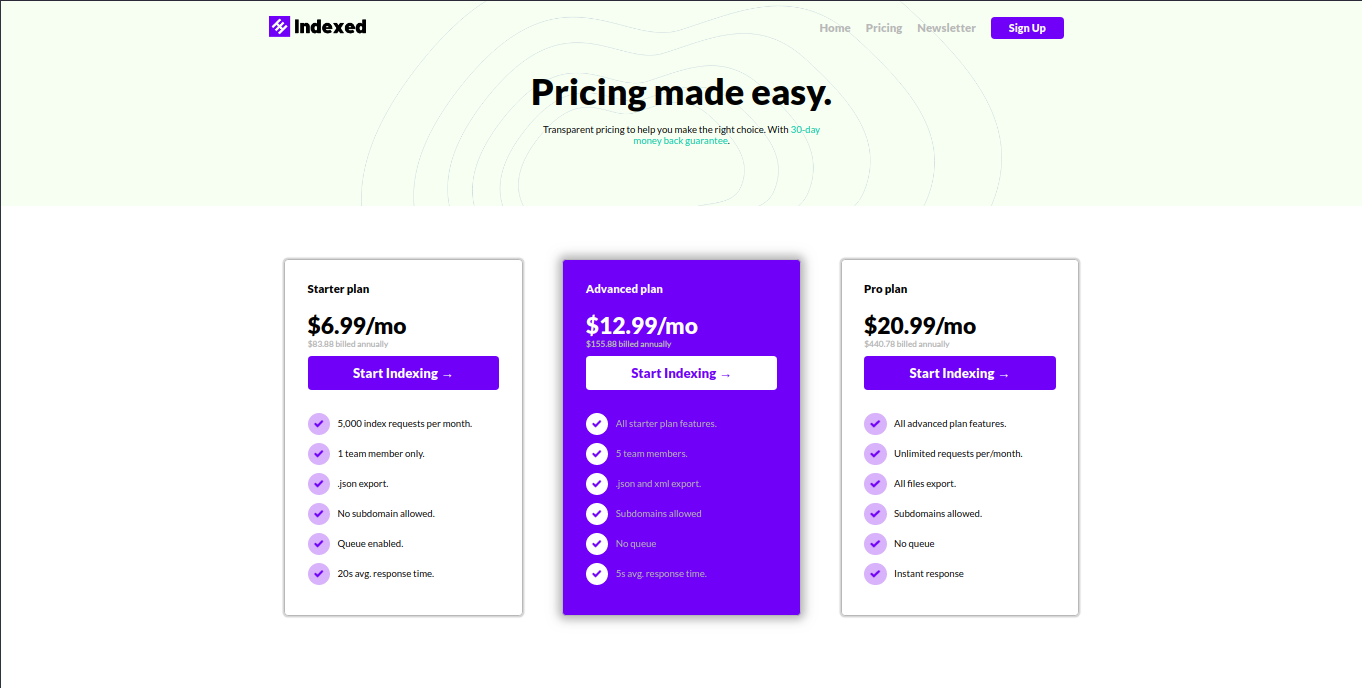 Indexed
Home Pricing Newsletter Sign Up
Pricing made easy.
Transparent pricing to help you make the right choice. With 30-day
money back guarantee.
Starter plan
$6.99/mo
$83.88 billed annually
Start Indexing →
5,000 index requests per month.
1 team member only.
.json export.
No subdomain allowed.
Queue enabled.
20s avg. response time.
Advanced plan
$12.99/mo
$155.88 billed annually
Start Indexing →
All starter plan features.
5 team members.
.json and xml export.
Subdomains allowed
No queue
5s avg. response time.
Pro plan
$20.99/mo
$440.78 billed annually
Start Indexing →
All advanced plan features.
Unlimited requests per/month.
All files export.
Subdomains allowed.
No queue
Instant response